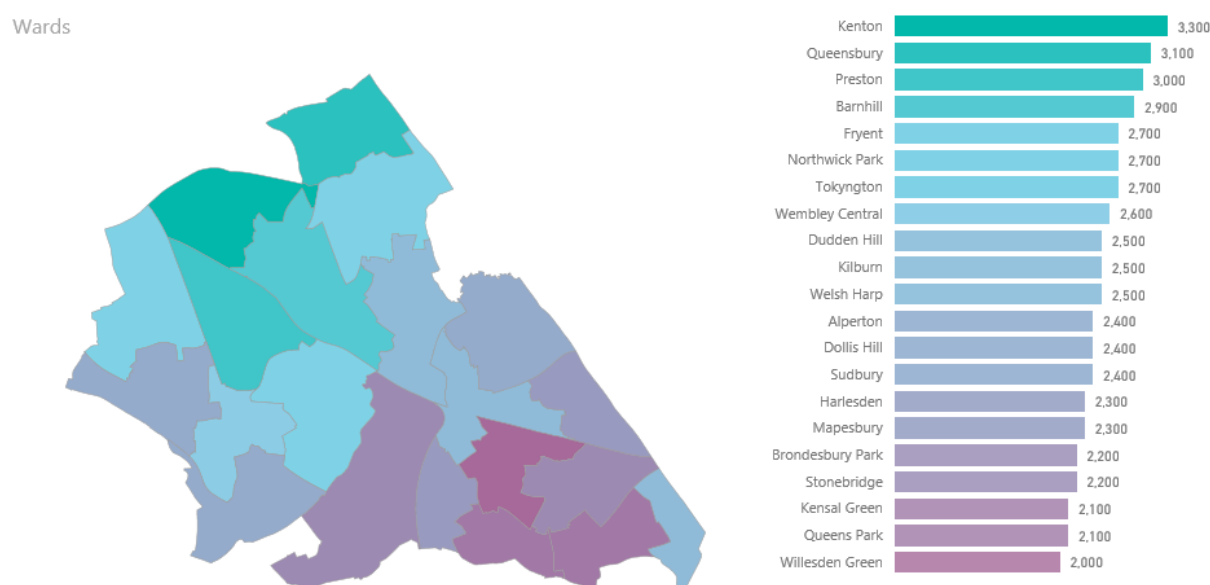 Wards
Kenton 3,300
Queensbury 3,100
Preston 3,000
Barnhill 2,900
Fryent 2,700
Northwick Park 2,700
Tokyngton 2,700
Wembley Central 2,600
Dudden Hill 2,500
Kilburn 2,500
Welsh Harp 2,500
Alperton 2,400
Dollis Hill 2,400
Sudbury 2,400
Harlesden 2,300
Mapesbury 2,300
Brondesbury Park 2,200
Stonebridge 2,200
Kensal Green 2,100
Queens Park 2,100
Willesden Green 2,000